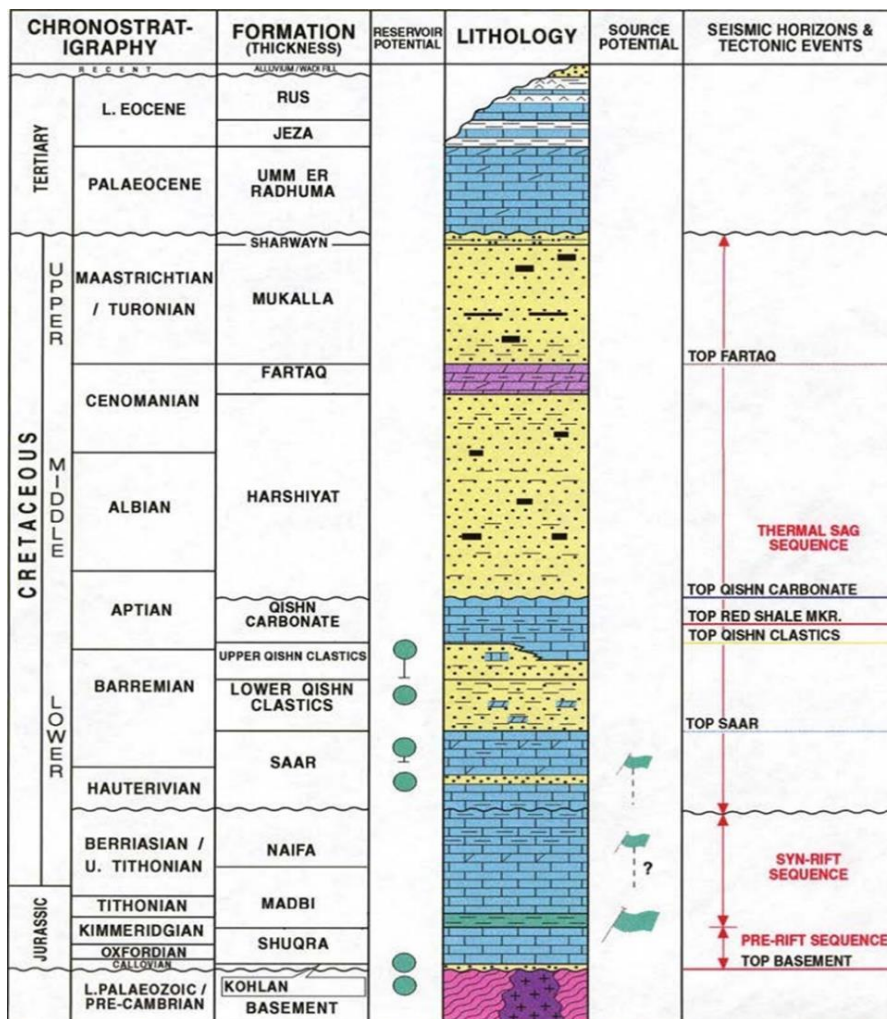 CHRONOSTRAT-
IGRAPHY
FORMATION
(THICKNESS)
RESERVOIR
POTENTIAL
LITHOLOGY
SOURCE
POTENTIAL
SEISMIC HORIZONS &
TECTONIC EVENTS
RECENT
ALLUVIUM / WADI FILL
TERTIARY
L. EOCENE
RUS
JEZA
PALAEOCENE
UMM ER
RADHUMA
CRETACEOUS
UPPER
MAASTRICHTIAN
/ TURONIAN
SHARWAYN
MUKALLA
TOP FARTAQ
FARTAQ
MIDDLE
CENOMANIAN
ALBIAN
HARSHIYAT
THERMAL SAG
SEQUENCE
APTIAN
TOP QISHN CARBONATE
QISHN
CARBONATE
TOP RED SHALE MKR.
TOP QISHN CLASTICS
LOWER
BARREMIAN
UPPER QISHN CLASTICS
LOWER QISHN
CLASTICS
TOP SAAR
SAAR
HAUTERIVIAN
BERRIASIAN /
U. TITHONIAN
NAIFA
?
SYN-RIFT
SEQUENCE
JURASSIC
TITHONIAN
MADBI
KIMMERIDGIAN
SHUQRA
PRE-RIFT SEQUENCE
OXFORDIAN
CALLOVIAN
TOP BASEMENT
L.PALAEOZOIC /
PRE-CAMBRIAN
KOHLAN
BASEMENT